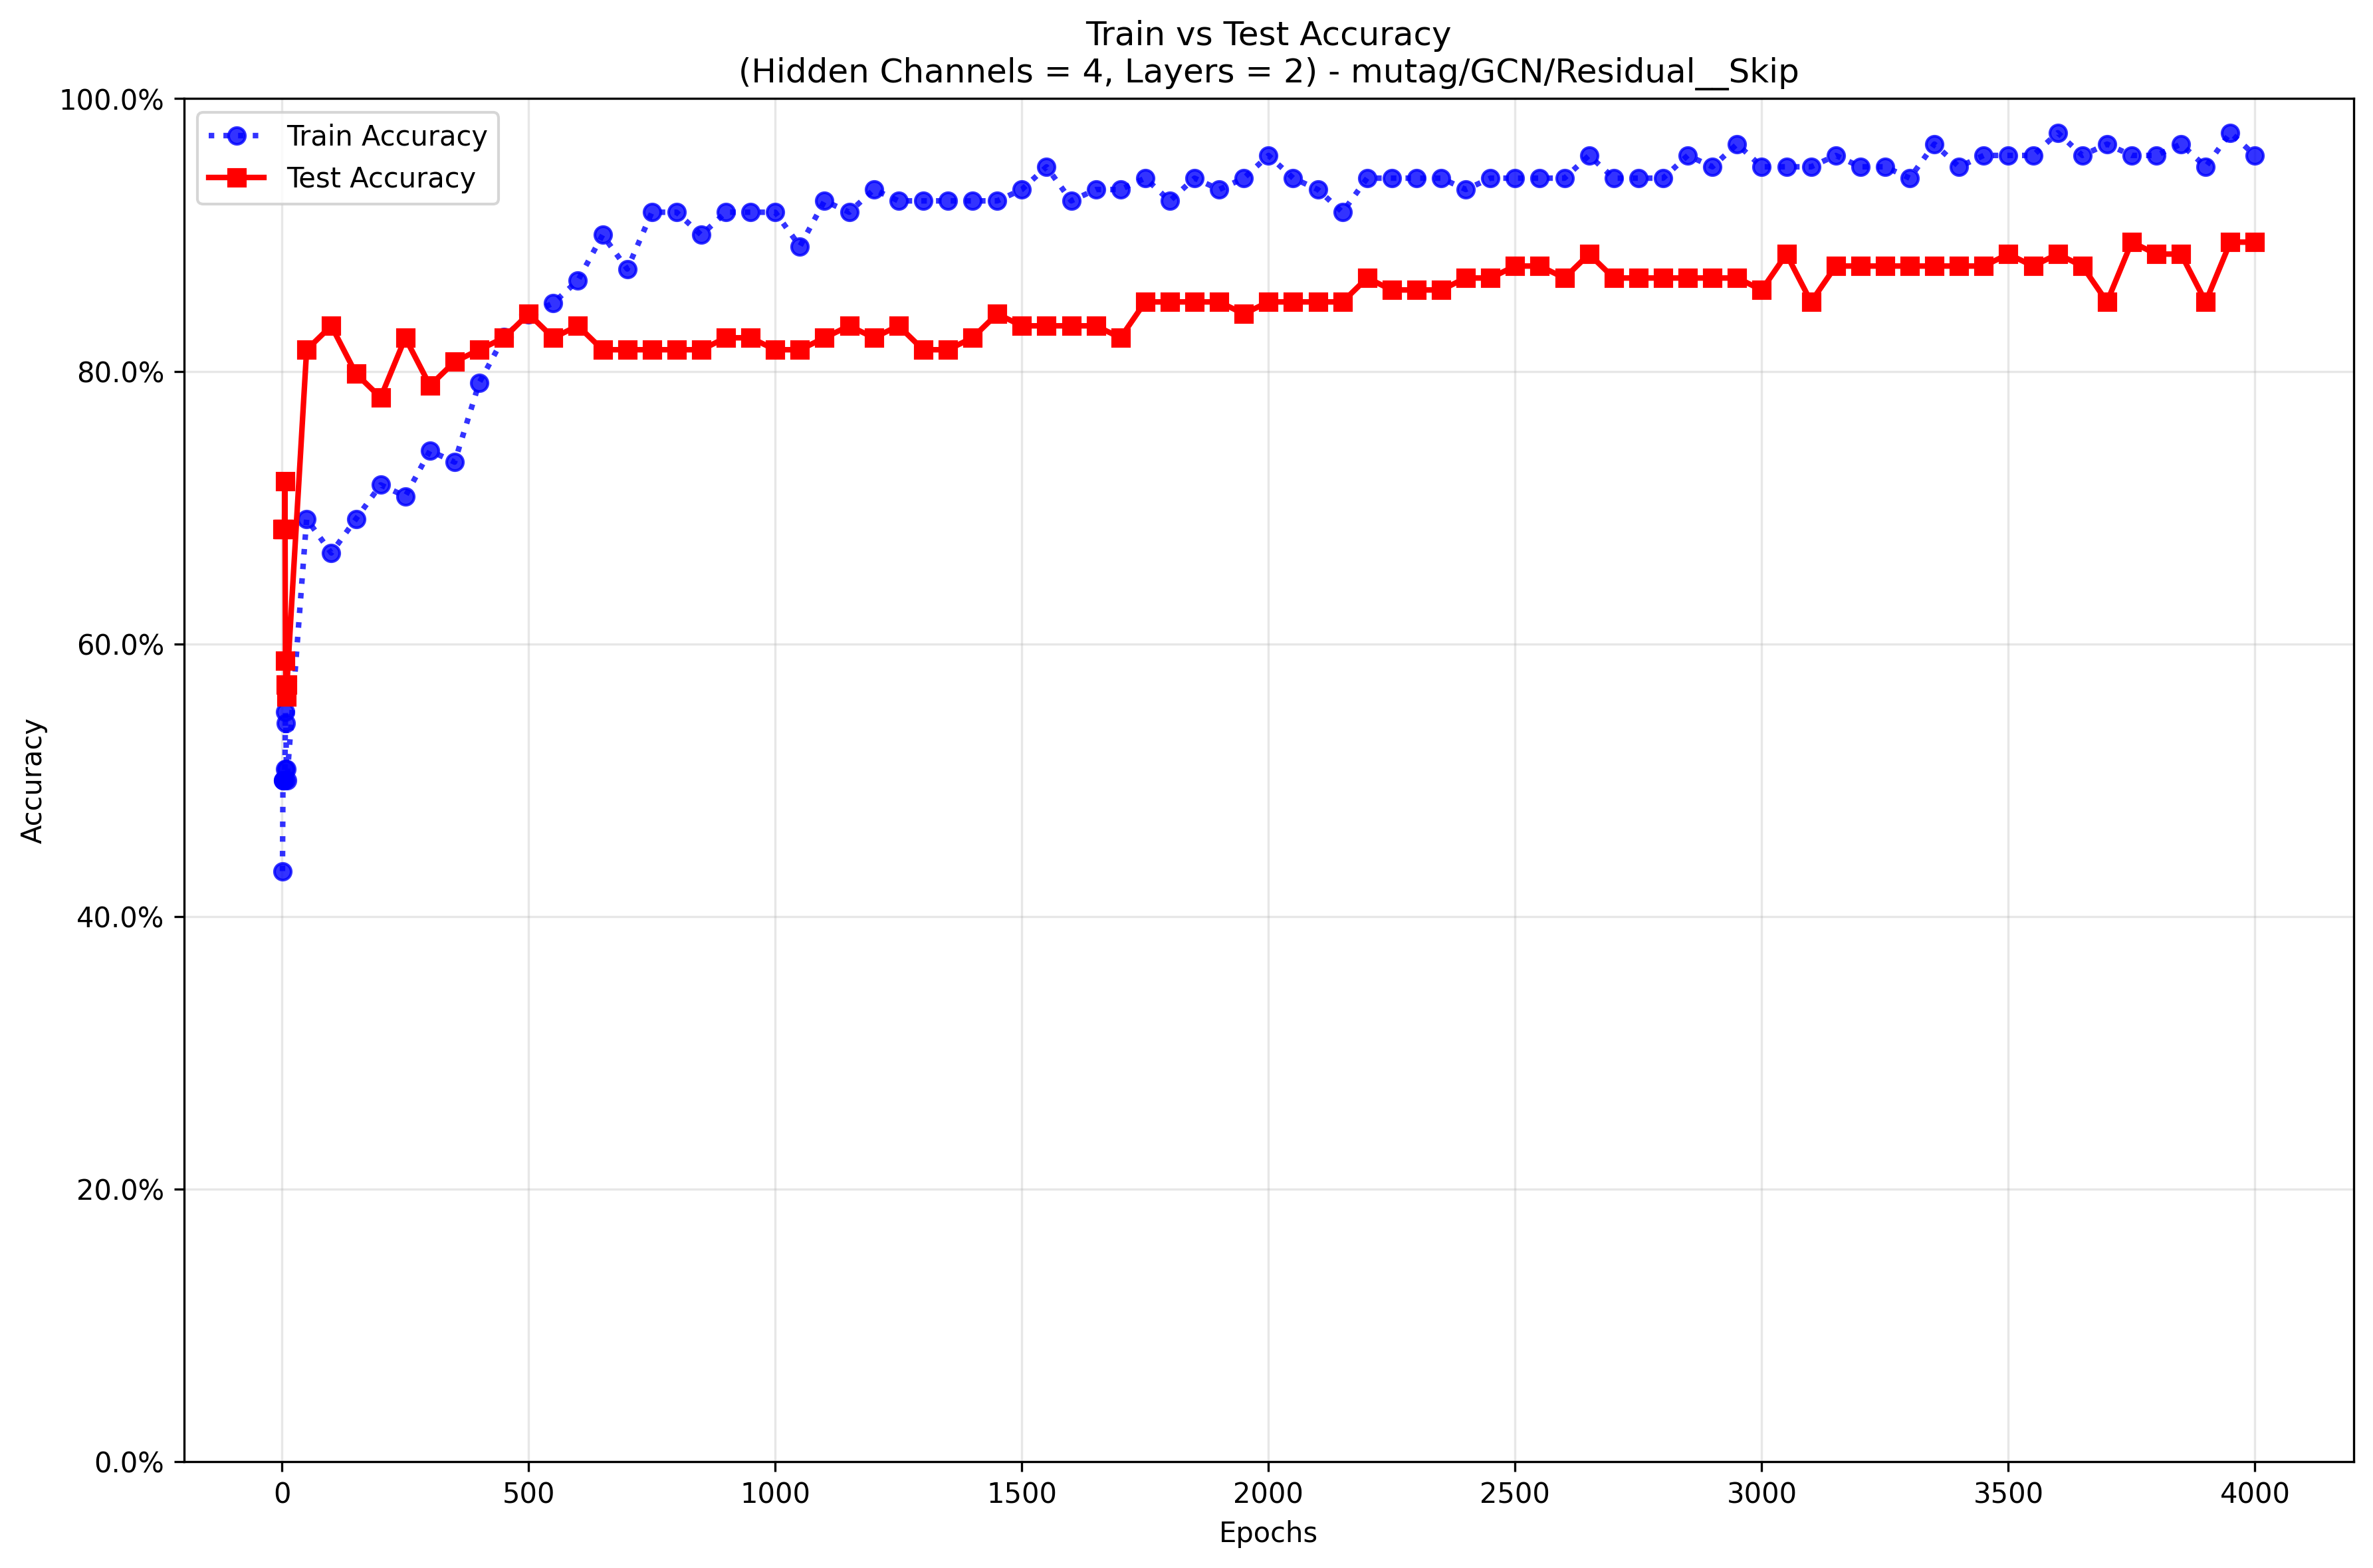 Train vs Test Accuracy
(Hidden Channels = 4, Layers = 2) - mutag/GCN/Residual__Skip
Train Accuracy
Test Accuracy
100.0%
80.0%
60.0%
40.0%
20.0%
0.0%
Accuracy
0 500 1000 1500 2000 2500 3000 3500 4000
Epochs